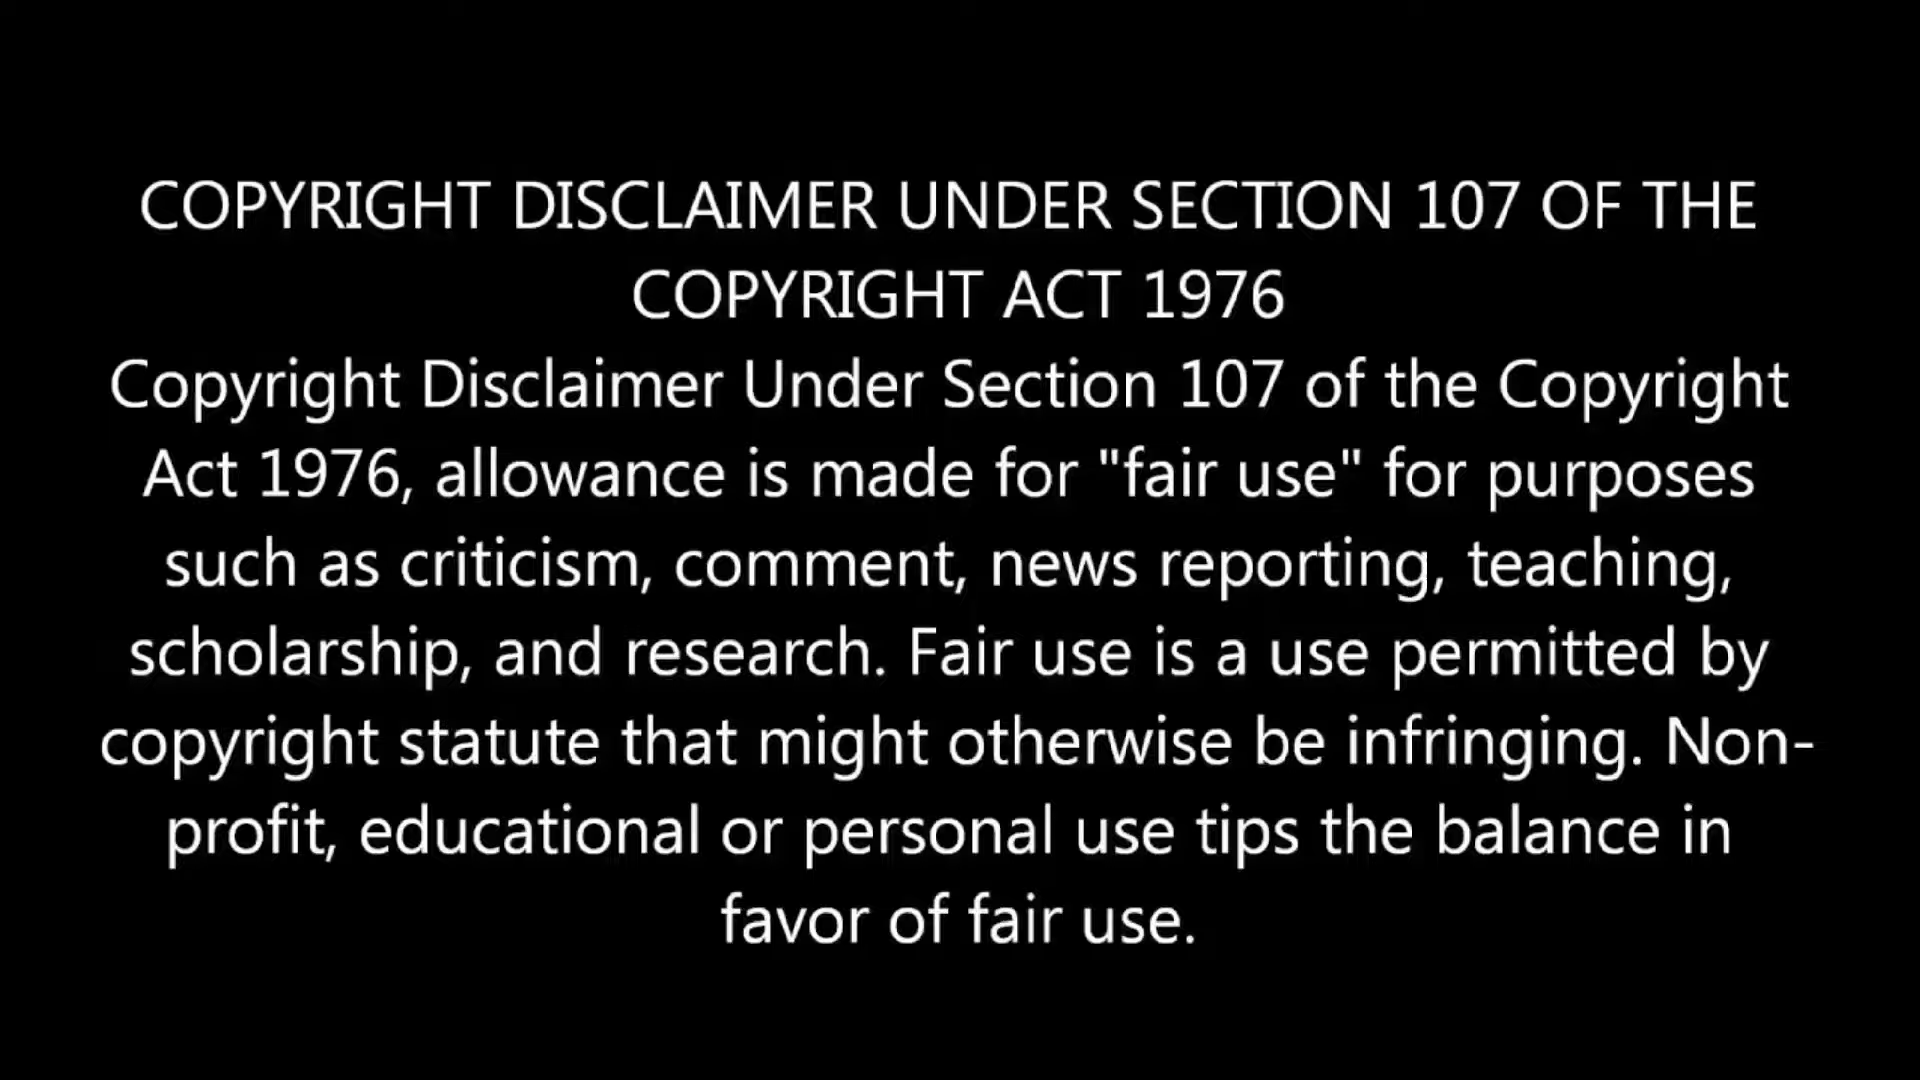 COPYRIGHT DISCLAIMER UNDER SECTION 107 OF THE
COPYRIGHT ACT 1976
Copyright Disclaimer Under Section 107 of the Copyright
Act 1976, allowance is made for "fair use" for purposes
such as criticism, comment, news reporting, teaching,
scholarship, and research. Fair use is a use permitted by
copyright statute that might otherwise be infringing. Non-
profit, educational or personal use tips the balance in
favor of fair use.